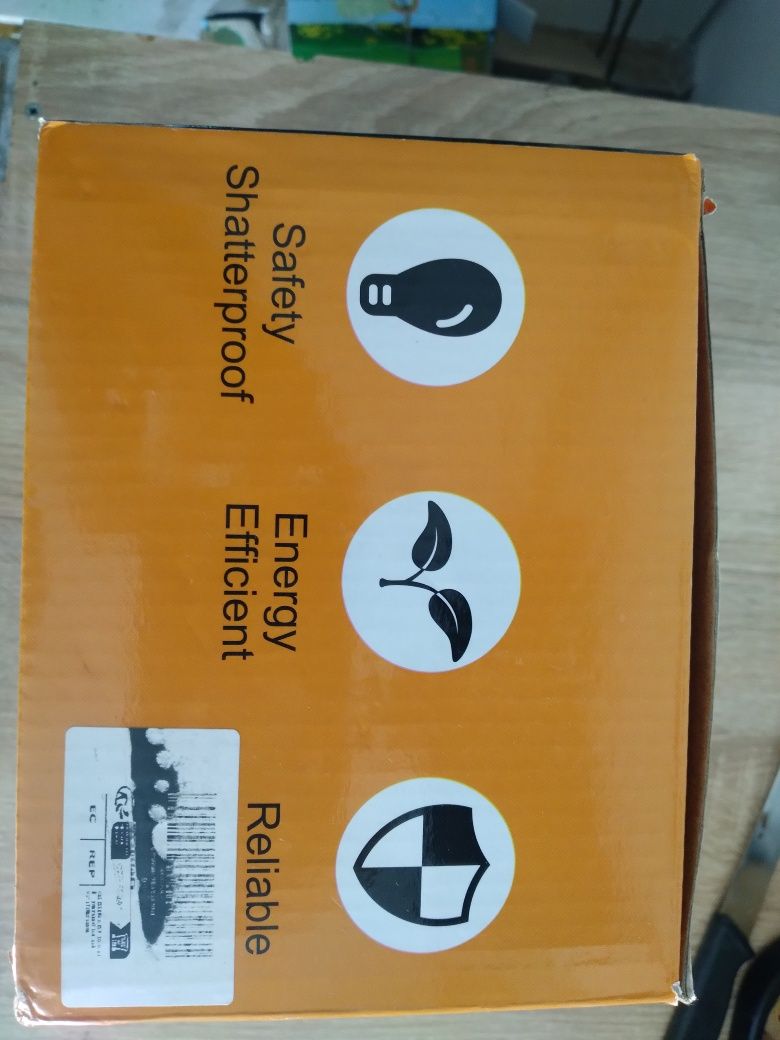 Safety
Shatterproof
Energy
Efficient
Reliable
EC REP